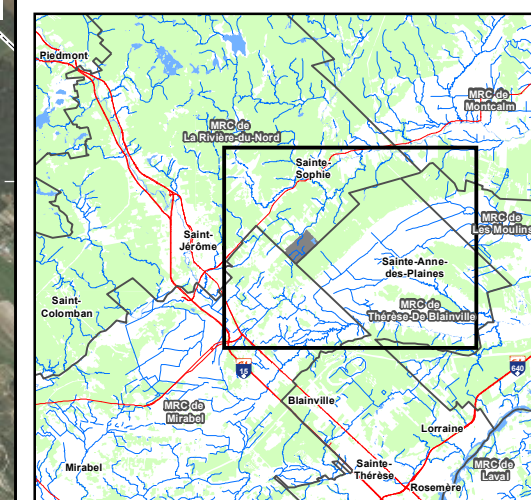 Piedmont
MRC de
Montcalm
MRC de
La Rivière-du-Nord
Sainte-
Sophie
MRC de
Les Moulins
Saint-
Jérôme
Sainte-Anne-
des-Plaines
Saint-
Colomban
MRC de
Thérèse-De Blainville
15
640
Blainville
MRC de
Mirabel
Lorraine
Mirabel
Sainte-
Thérèse
MRC de
Laval
Rosemère